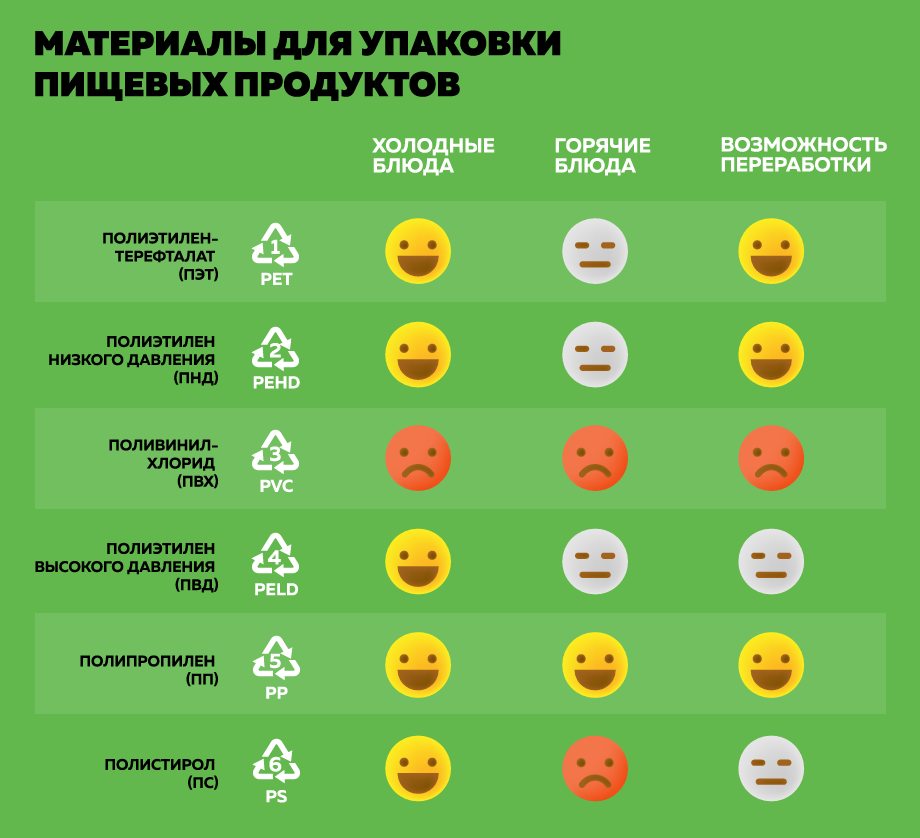 МАТЕРИАЛЫ ДЛЯ УПАКОВКИ
ПИЩЕВЫХ ПРОДУКТОВ
ХОЛОДНЫЕ
БЛЮДА
ГОРЯЧИЕ
БЛЮДА
ВОЗМОЖНОСТЬ
ПЕРЕРАБОТКИ
ПОЛИЭТИЛЕН-
ТЕРЕФТАЛАТ
(ПЭТ)
1
PET
ПОЛИЭТИЛЕН
НИЗКОГО ДАВЛЕНИЯ
(ПНД)
2
PEHD
ПОЛИВИНИЛ-
ХЛОРИД
(ПВХ)
3
PVC
ПОЛИЭТИЛЕН
ВЫСОКОГО ДАВЛЕНИЯ
(ПВД)
4
PELD
ПОЛИПРОПИЛЕН
(ПП)
5
PP
ПОЛИСТИРОЛ
(ПС)
6
PS